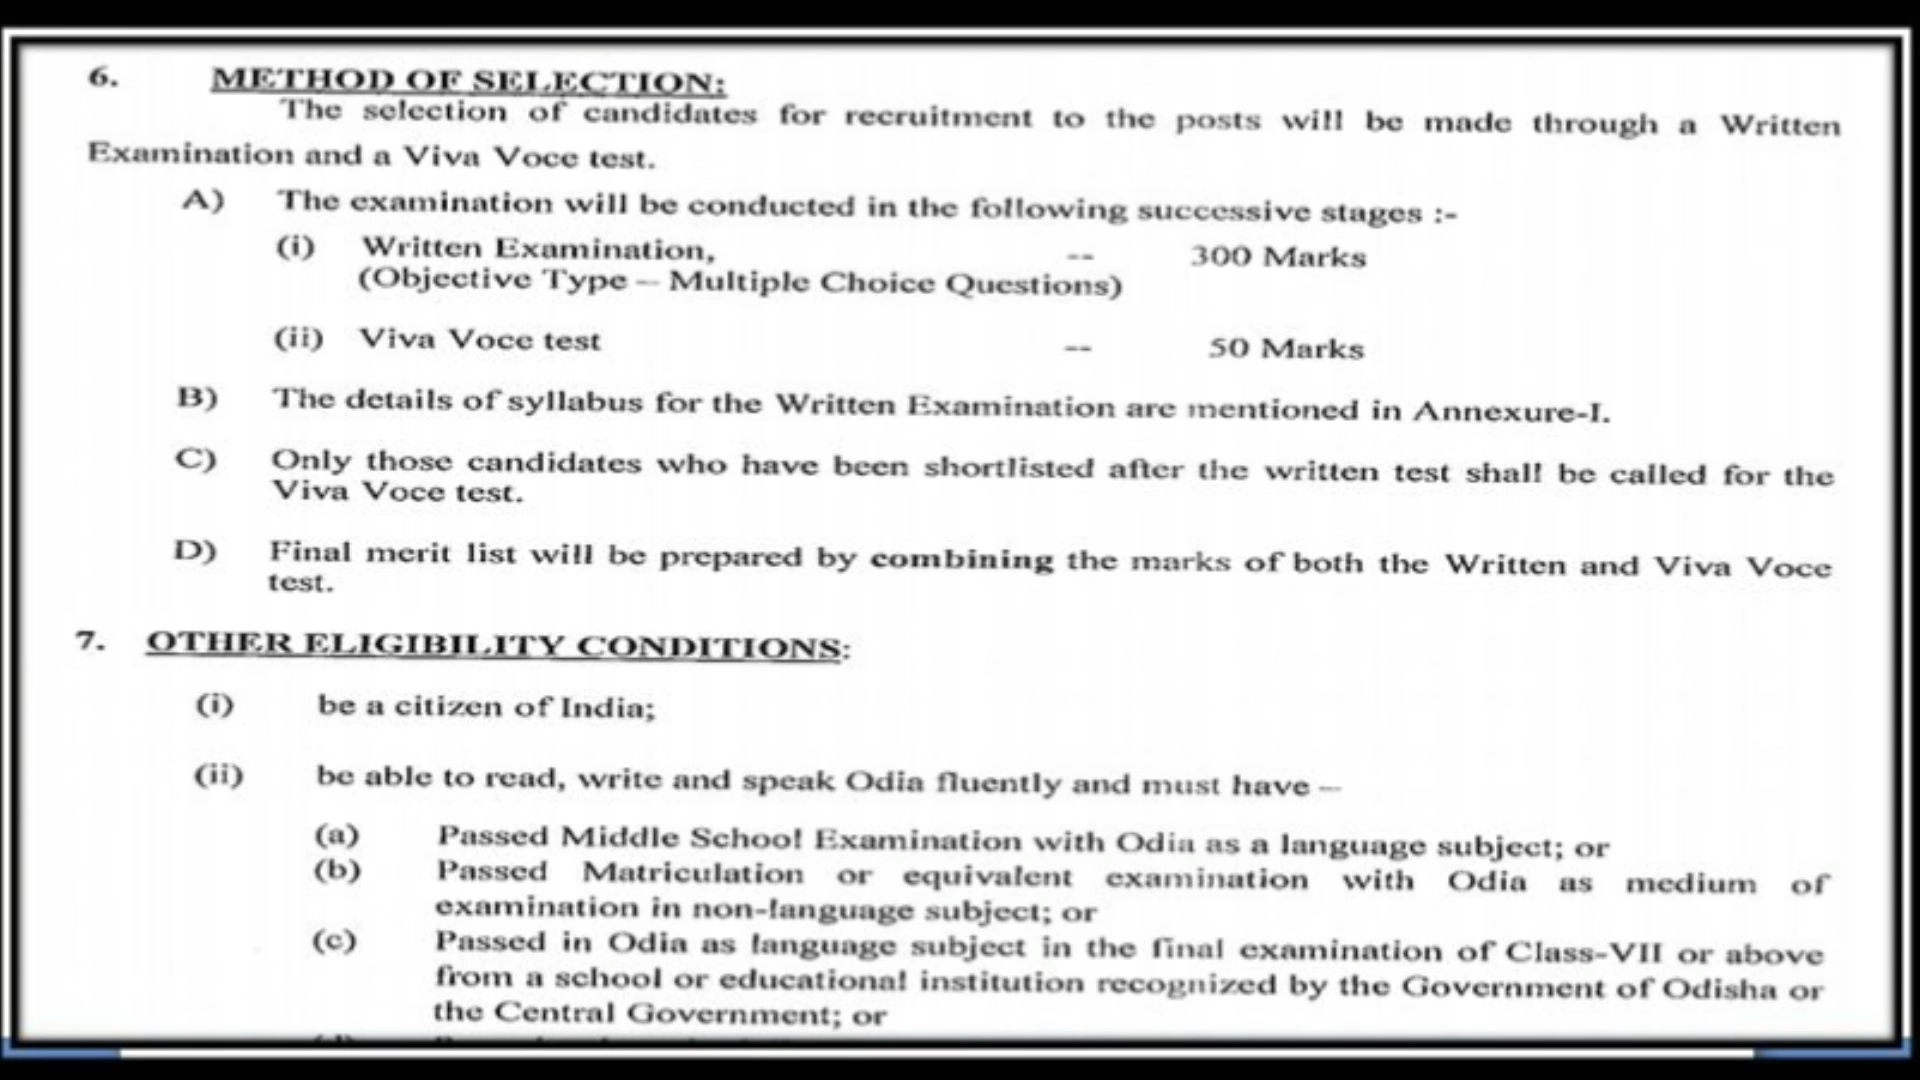 6. METHOD OF SELECTION:
The selection of candidates for recruitment to the posts will be made through a Written
Examination and a Viva Voce test.
A) The examination will be conducted in the following successive stages :-
(i) Written Examination, -- 300 Marks
(Objective Type – Multiple Choice Questions)
(ii) Viva Voce test -- 50 Marks
B) The details of syllabus for the Written Examination are mentioned in Annexure-I.
C) Only those candidates who have been shortlisted after the written test shall be called for the
Viva Voce test.
D) Final merit list will be prepared by combining the marks of both the Written and Viva Voce
test.
7. OTHER ELIGIBILITY CONDITIONS:
(i) be a citizen of India;
(ii) be able to read, write and speak Odia fluently and must have –
(a) Passed Middle School Examination with Odia as a language subject; or
(b) Passed Matriculation or equivalent examination with Odia as medium of
examination in non-language subject; or
(c) Passed in Odia as language subject in the final examination of Class-VII or above
from a school or educational institution recognized by the Government of Odisha or
the Central Government; or